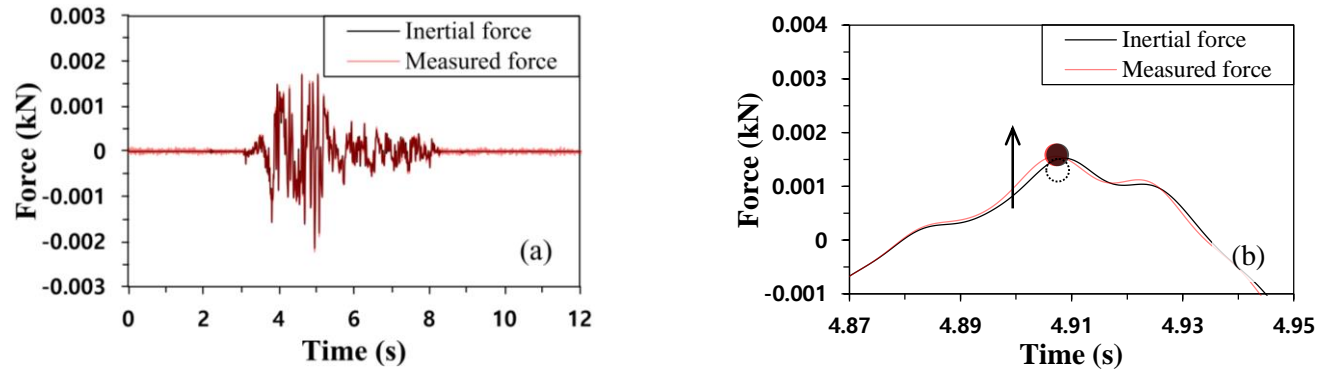 0.003
0.002
0.001
0
-0.001
-0.002
-0.003
Force (kN)
Inertial force
Measured force
(a)
0 2 4 6 8 10 12
Time (s)
0.004
0.003
0.002
0.001
0
-0.001
Force (kN)
Inertial force
Measured force
(b)
4.87 4.89 4.91 4.93 4.95
Time (s)